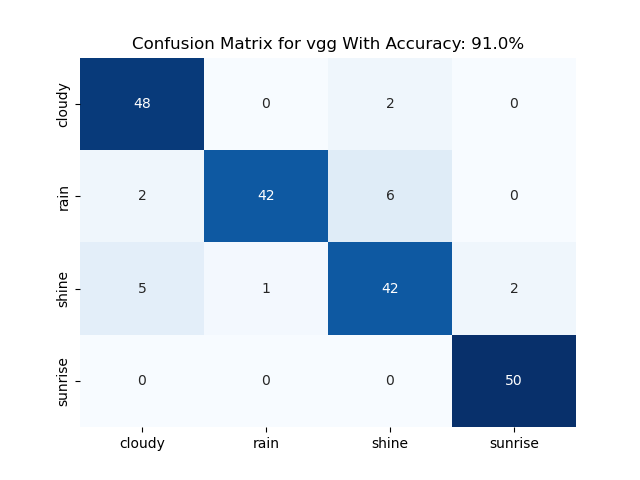 Confusion Matrix for vgg With Accuracy: 91.0%
cloudy 48 0 2 0
rain 2 42 6 0
shine 5 1 42 2
sunrise 0 0 0 50
cloudy rain shine sunrise